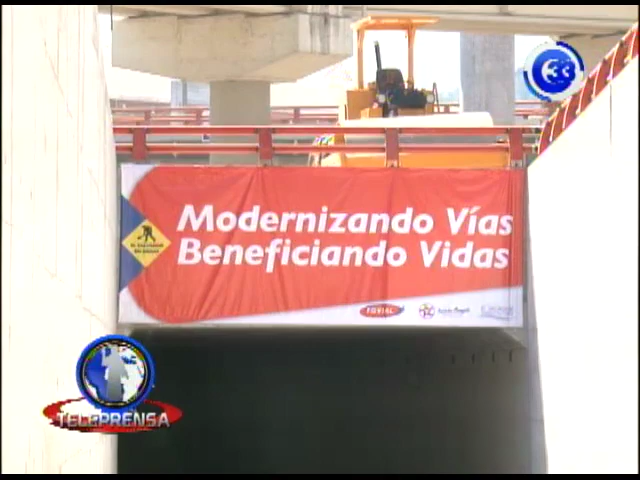 33
Modernizando Vías
Beneficiando Vidas
FOVIAL
TELEPRENSA